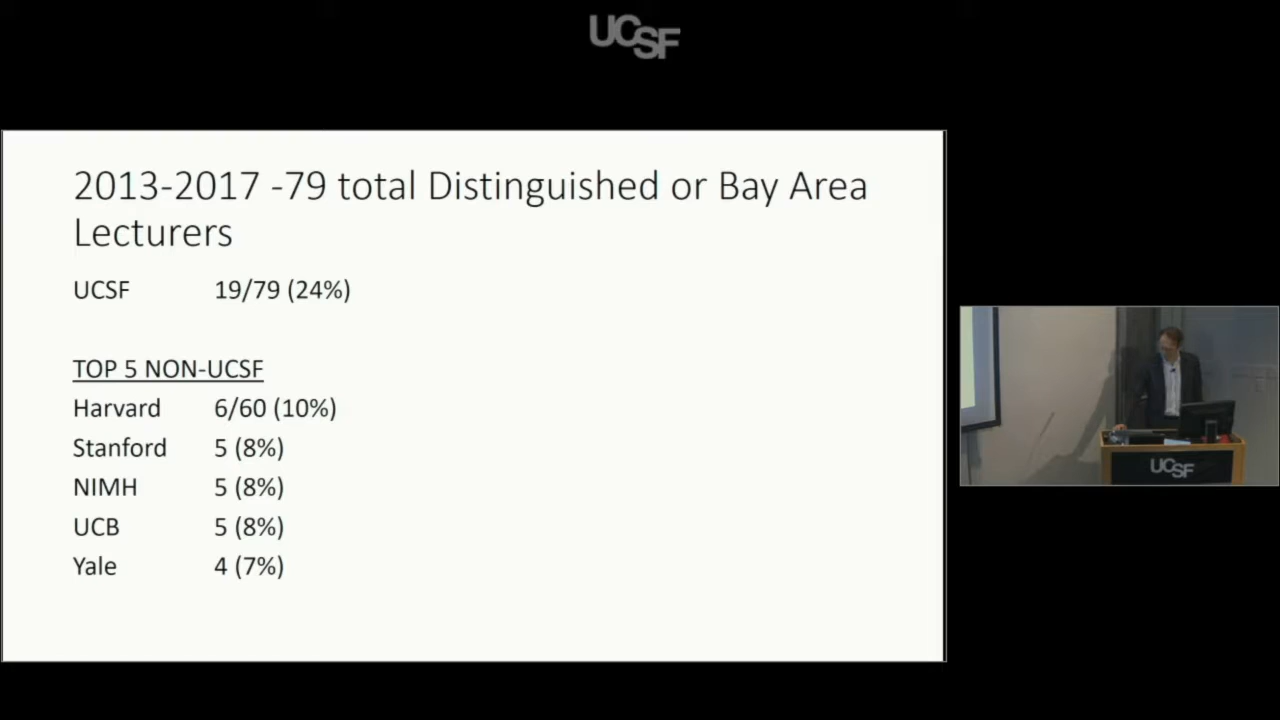 UCSF
2013-2017 -79 total Distinguished or Bay Area
Lecturers
UCSF 19/79 (24%)
TOP 5 NON-UCSF
Harvard 6/60 (10%)
Stanford 5 (8%)
NIMH 5 (8%)
UCB 5 (8%)
Yale 4 (7%)
UCSF